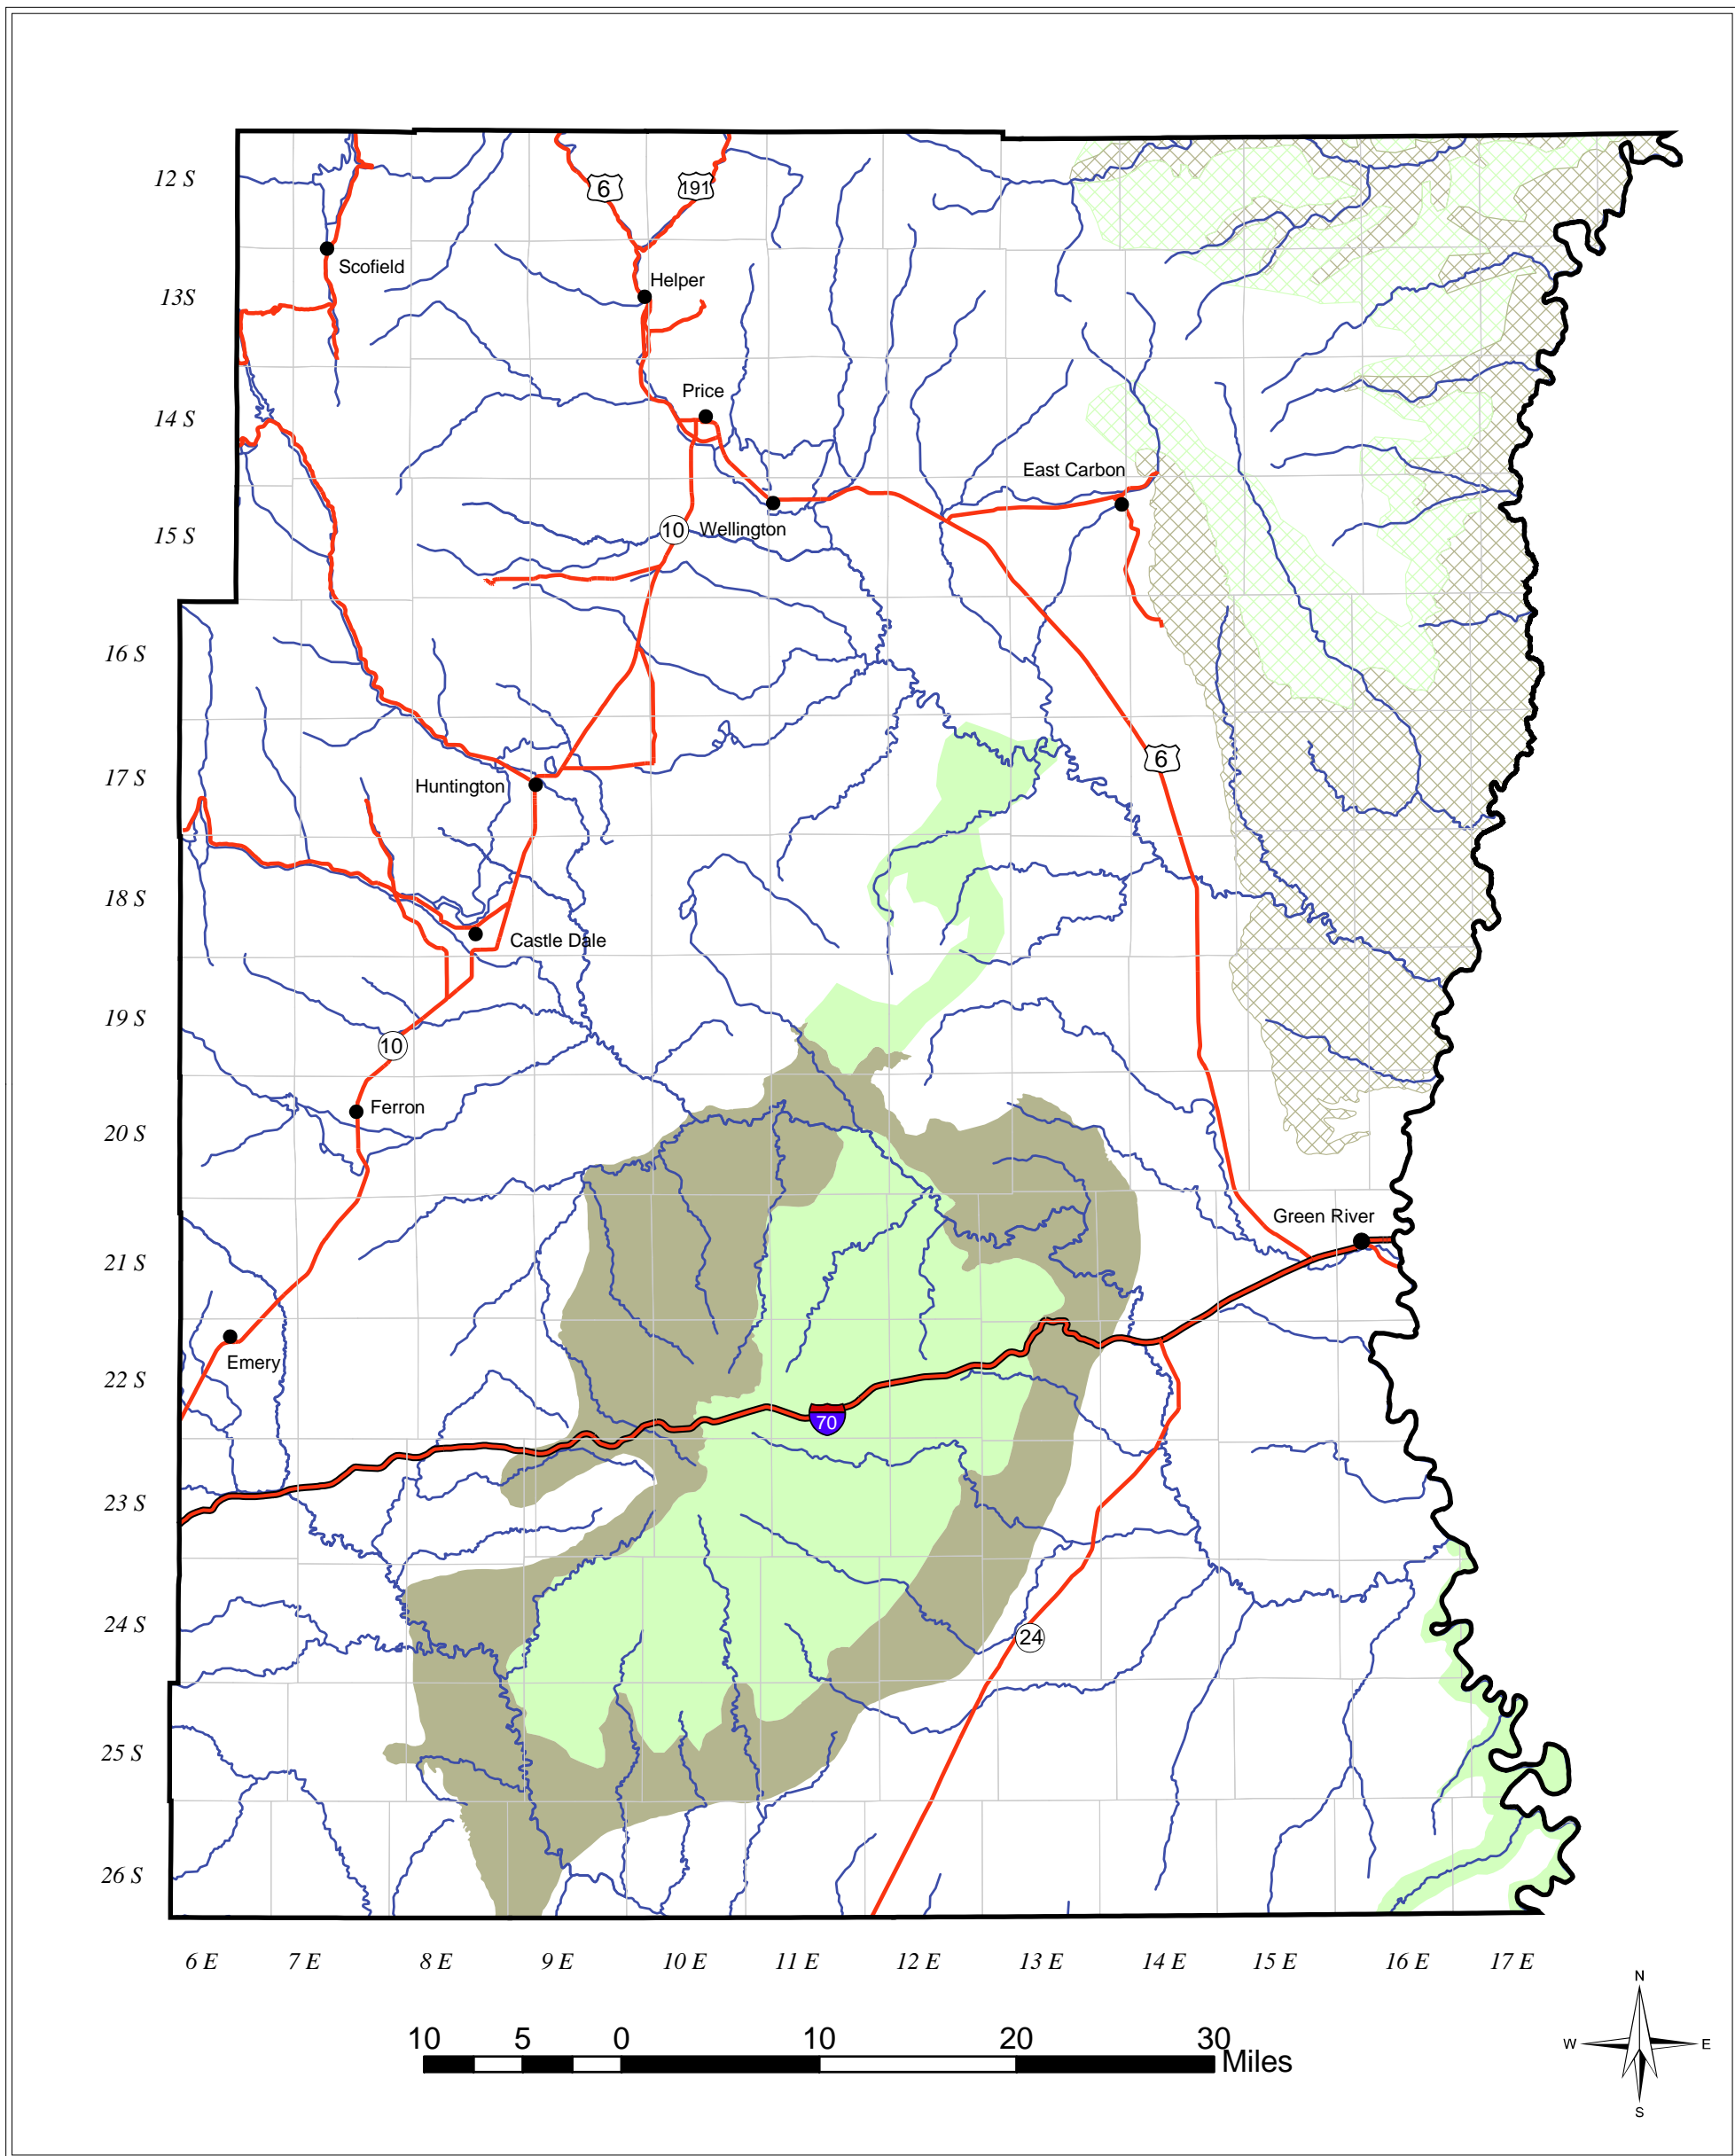 12 S
6
191
Scofield
Helper
13S
Price
14 S
East Carbon
15 S
10
Wellington
16 S
6
17 S
Huntington
18 S
Castle Dale
19 S
10
Ferron
20 S
Green River
21 S
Emery
22 S
70
23 S
24 S
24
25 S
26 S
6 E 7 E 8 E 9 E 10 E 11 E 12 E 13 E 14 E 15 E 16 E 17 E
N
10 5 0 10 20 30
W E
Miles
S